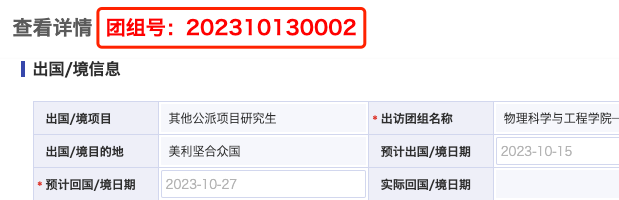 查看详情 团组号：202310130002
出国/境信息
出国/境项目 其他公派项目研究生 * 出访团组名称 物理科学与工程学院
出国/境目的地 美利坚合众国 预计出国/境日期 2023-10-15
* 预计回国/境日期 2023-10-27 实际回国/境日期